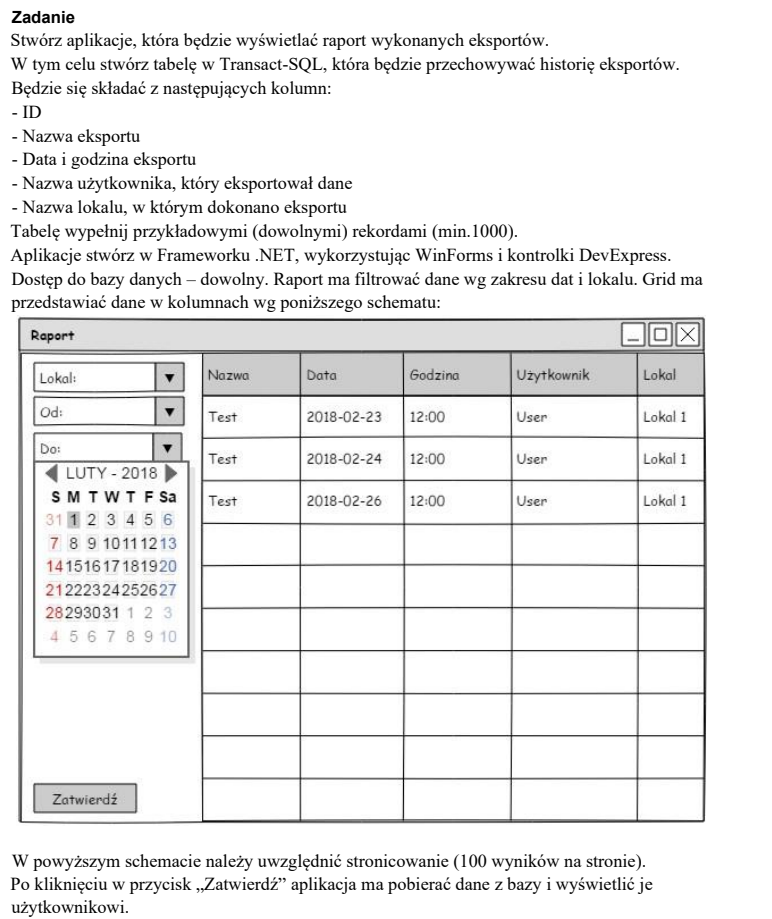 Zadanie
Stwórz aplikacje, która będzie wyświetlać raport wykonanych eksportów.
W tym celu stwórz tabelę w Transact-SQL, która będzie przechowywać historię eksportów.
Będzie się składać z następujących kolumn:
- ID
- Nazwa eksportu
- Data i godzina eksportu
- Nazwa użytkownika, który eksportował dane
- Nazwa lokalu, w którym dokonano eksportu
Tabelę wypełnij przykładowymi (dowolnymi) rekordami (min.1000).
Aplikacje stwórz w Frameworku .NET, wykorzystując WinForms i kontrolki DevExpress.
Dostęp do bazy danych – dowolny. Raport ma filtrować dane wg zakresu dat i lokalu. Grid ma
przedstawiać dane w kolumnach wg poniższego schematu:
Raport
Lokal:
Od:
Do:
LUTY - 2018
S M T W T F Sa
31 1 2 3 4 5 6
7 8 9 10 11 12 13
14 15 16 17 18 19 20
21 22 23 24 25 26 27
28 29 30 31 1 2 3
4 5 6 7 8 9 10
Zatwierdź
Nazwa Data Godzina Użytkownik Lokal
Test 2018-02-23 12:00 User Lokal 1
Test 2018-02-24 12:00 User Lokal 1
Test 2018-02-26 12:00 User Lokal 1
W powyższym schemacie należy uwzględnić stronicowanie (100 wyników na stronie).
Po kliknięciu w przycisk „Zatwierdź” aplikacja ma pobierać dane z bazy i wyświetlić je
użytkownikowi.